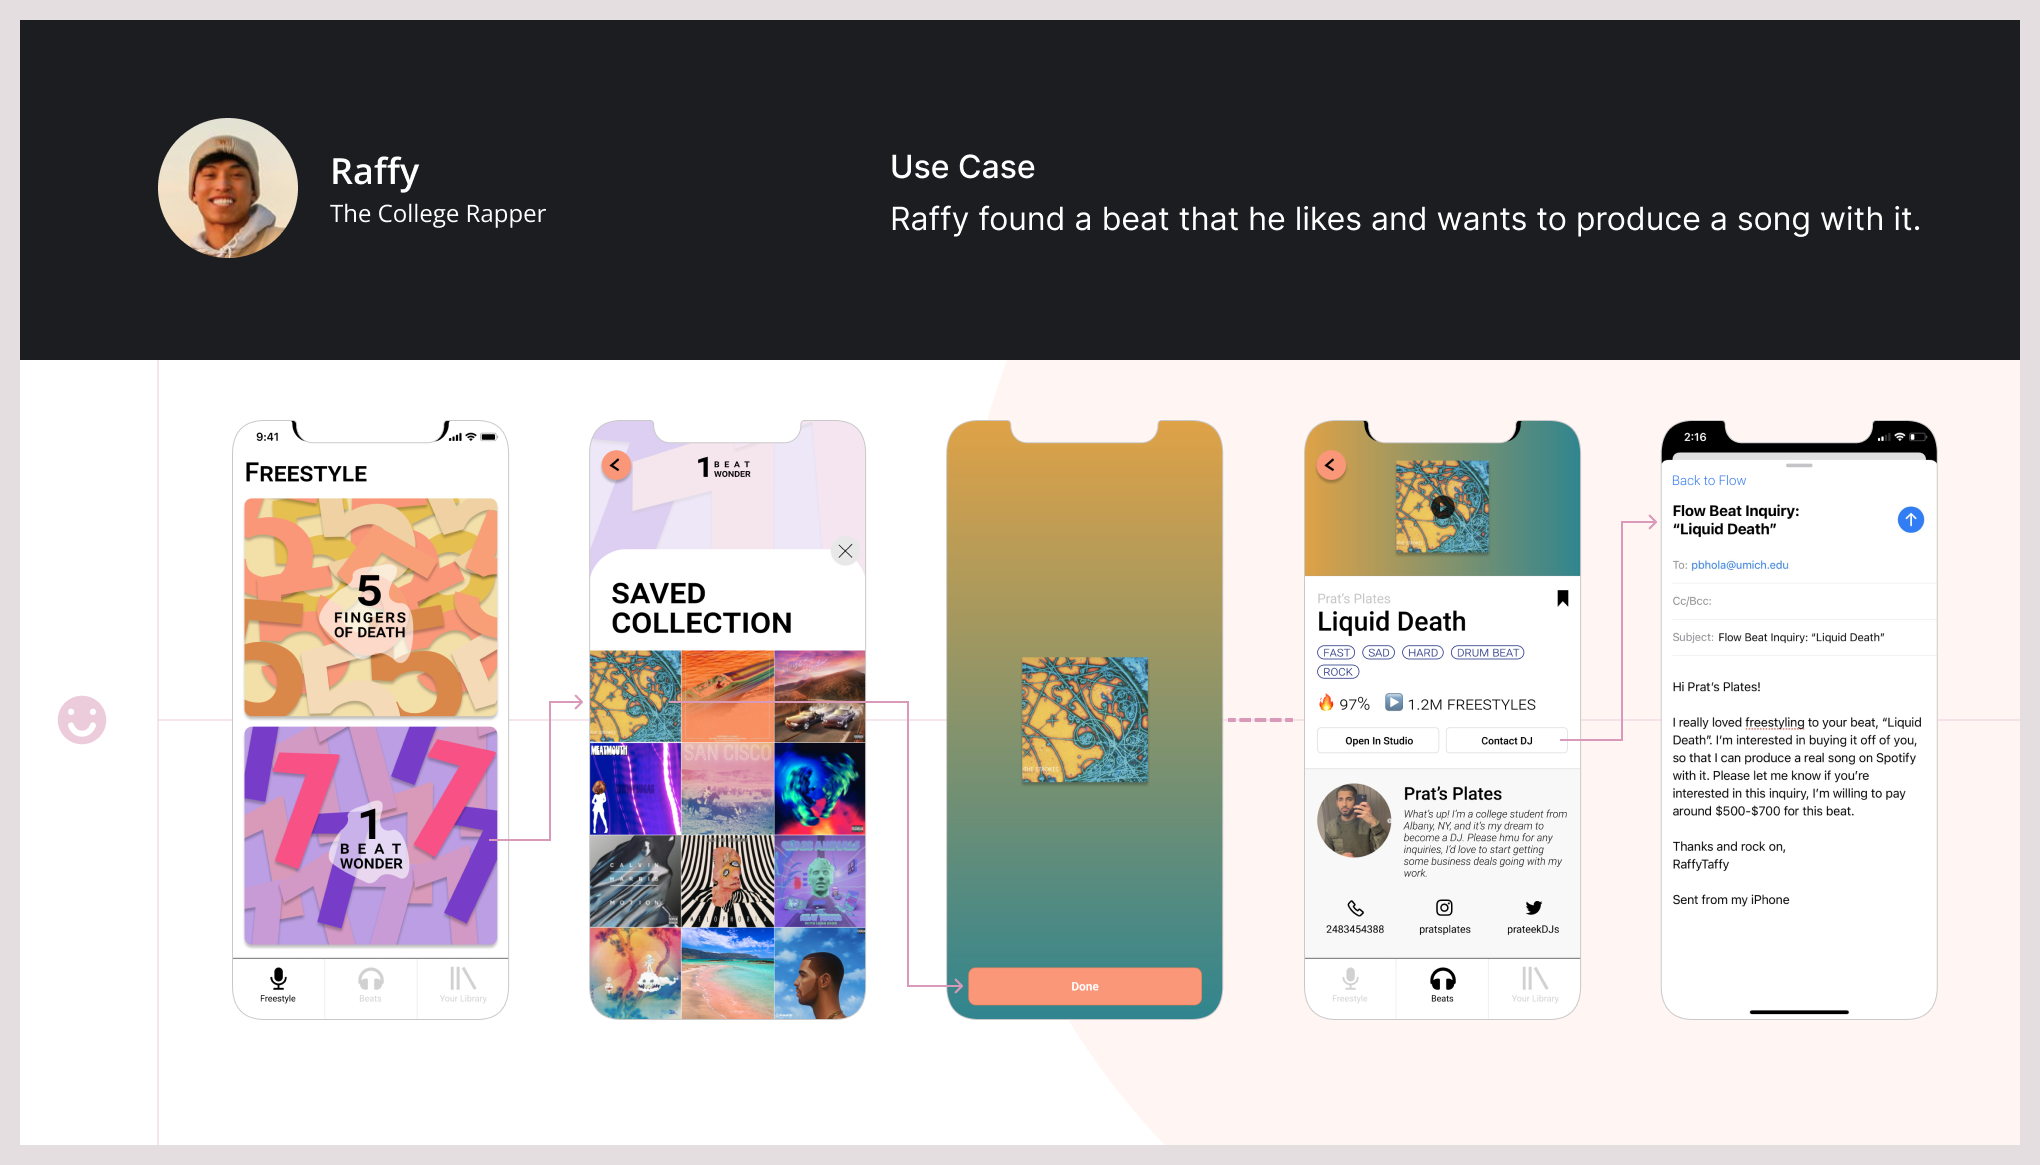 Raffy
The College Rapper
Use Case
Raffy found a beat that he likes and wants to produce a song with it.
9:41
FREESTYLE
5
FINGERS
OF DEATH
1
BEAT
WONDER
Freestyle
Beats
Your Library
1 BEAT
WONDER
SAVED
COLLECTION
MEATMOUTH
SAN CISCO
CALVIN
HARRIS
MOTION
THE STROKES
Done
Prat's Plates
Liquid Death
FAST SAD HARD DRUM BEAT
ROCK
97% 1.2M FREESTYLES
Open In Studio Contact DJ
Prat's Plates
What's up! I'm a college student from
Albany, NY, and it's my dream to
become a DJ. Please hmu for any
inquiries, I'd love to start getting
some business deals going with my
work.
2483454388 pratsplates prateekDJs
Freestyle Beats Your Library
2:16
Back to Flow
Flow Beat Inquiry:
“Liquid Death”
To: pbhola@umich.edu
Cc/Bcc:
Subject: Flow Beat Inquiry: “Liquid Death”
Hi Prat's Plates!
I really loved freestyling to your beat, “Liquid
Death”. I'm interested in buying it off of you,
so that I can produce a real song on Spotify
with it. Please let me know if you're
interested in this inquiry, I'm willing to pay
around $500-$700 for this beat.
Thanks and rock on,
RaffyTaffy
Sent from my iPhone